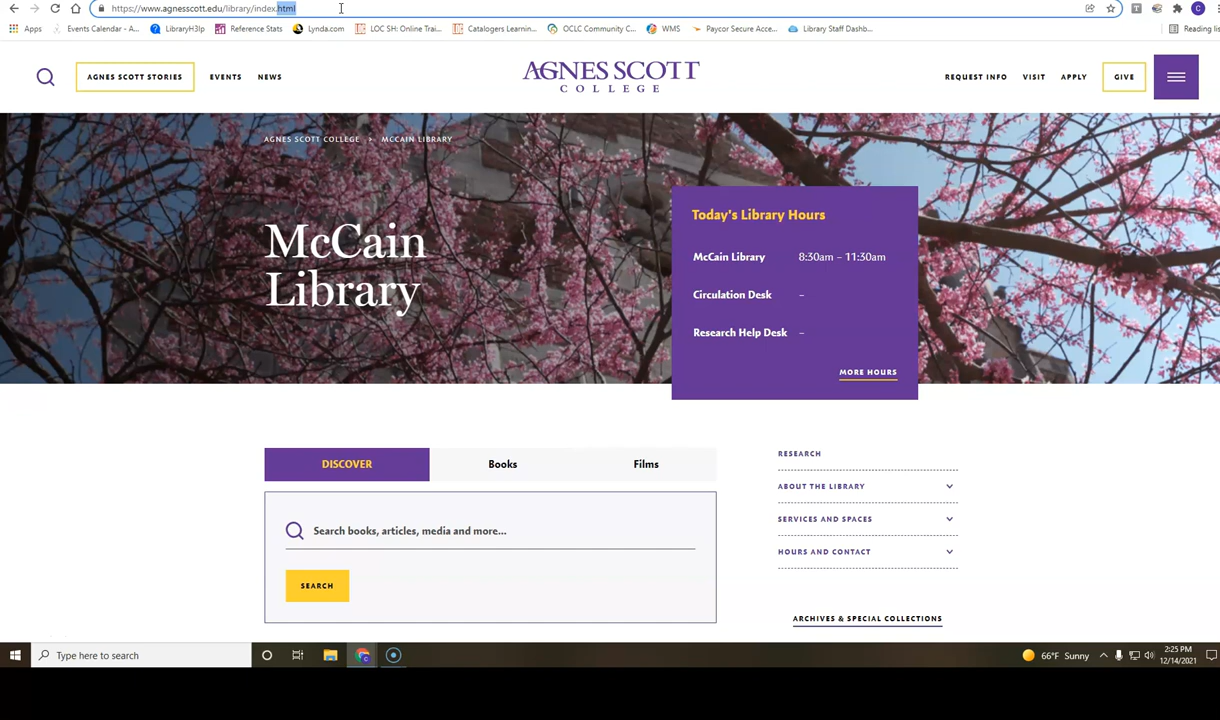 https://www.agnesscott.edu/library/index.html
Apps
Events Calendar - A...
LibraryH3lp
Reference Stats
Lynda.com
LOC SH: Online Trai...
Catalogers Learnin...
OCLC Community C...
WMS
Paycor Secure Acce...
Library Staff Dashb...
Reading lis
AGNES SCOTT STORIES
EVENTS
NEWS
AGNES SCOTT
COLLEGE
REQUEST INFO
VISIT
APPLY
GIVE
AGNES SCOTT COLLEGE > MCCAIN LIBRARY
McCain
Library
Today's Library Hours
McCain Library 8:30am – 11:30am
Circulation Desk –
Research Help Desk –
MORE HOURS
DISCOVER
Books
Films
Search books, articles, media and more...
SEARCH
RESEARCH
ABOUT THE LIBRARY
SERVICES AND SPACES
HOURS AND CONTACT
ARCHIVES & SPECIAL COLLECTIONS
Type here to search
66°F Sunny
2:25 PM
12/14/2021